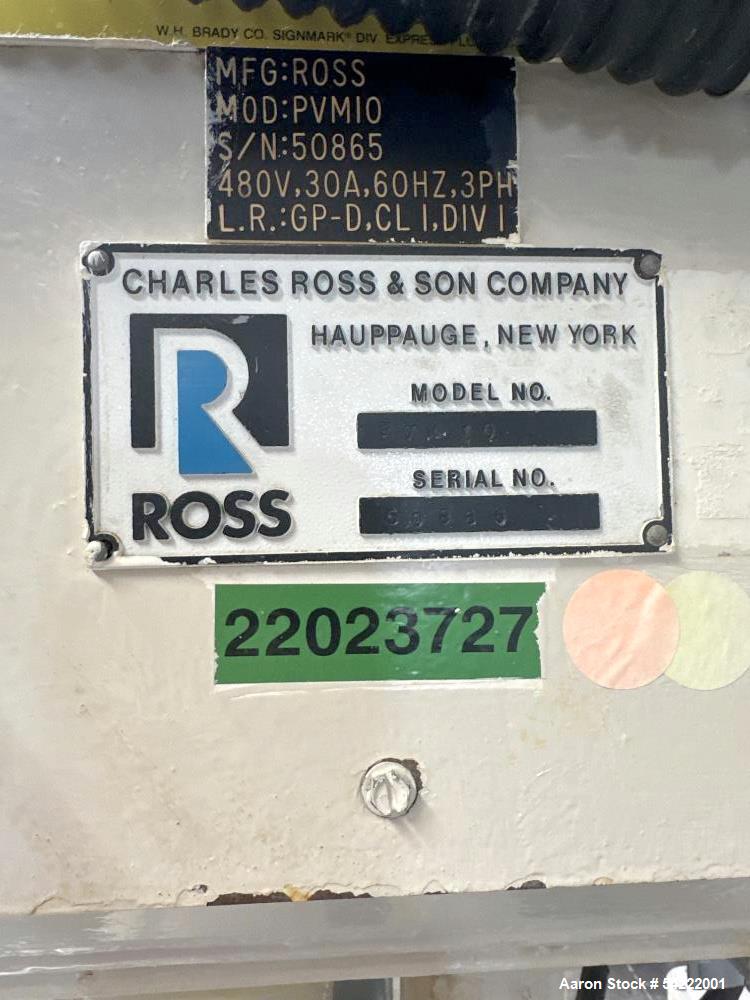 W.H. BRADY CO. SIGNMARK® DIV.
MFG:ROSS
MOD:PVM10
S/N:50865
480V,30A,60HZ,3PH
L.R.:GP-D,CL I,DIV I
CHARLES ROSS & SON COMPANY
HAUPPAUGE, NEW YORK
MODEL NO.
SERIAL NO.
R
ROSS
22023727
Aaron Stock #